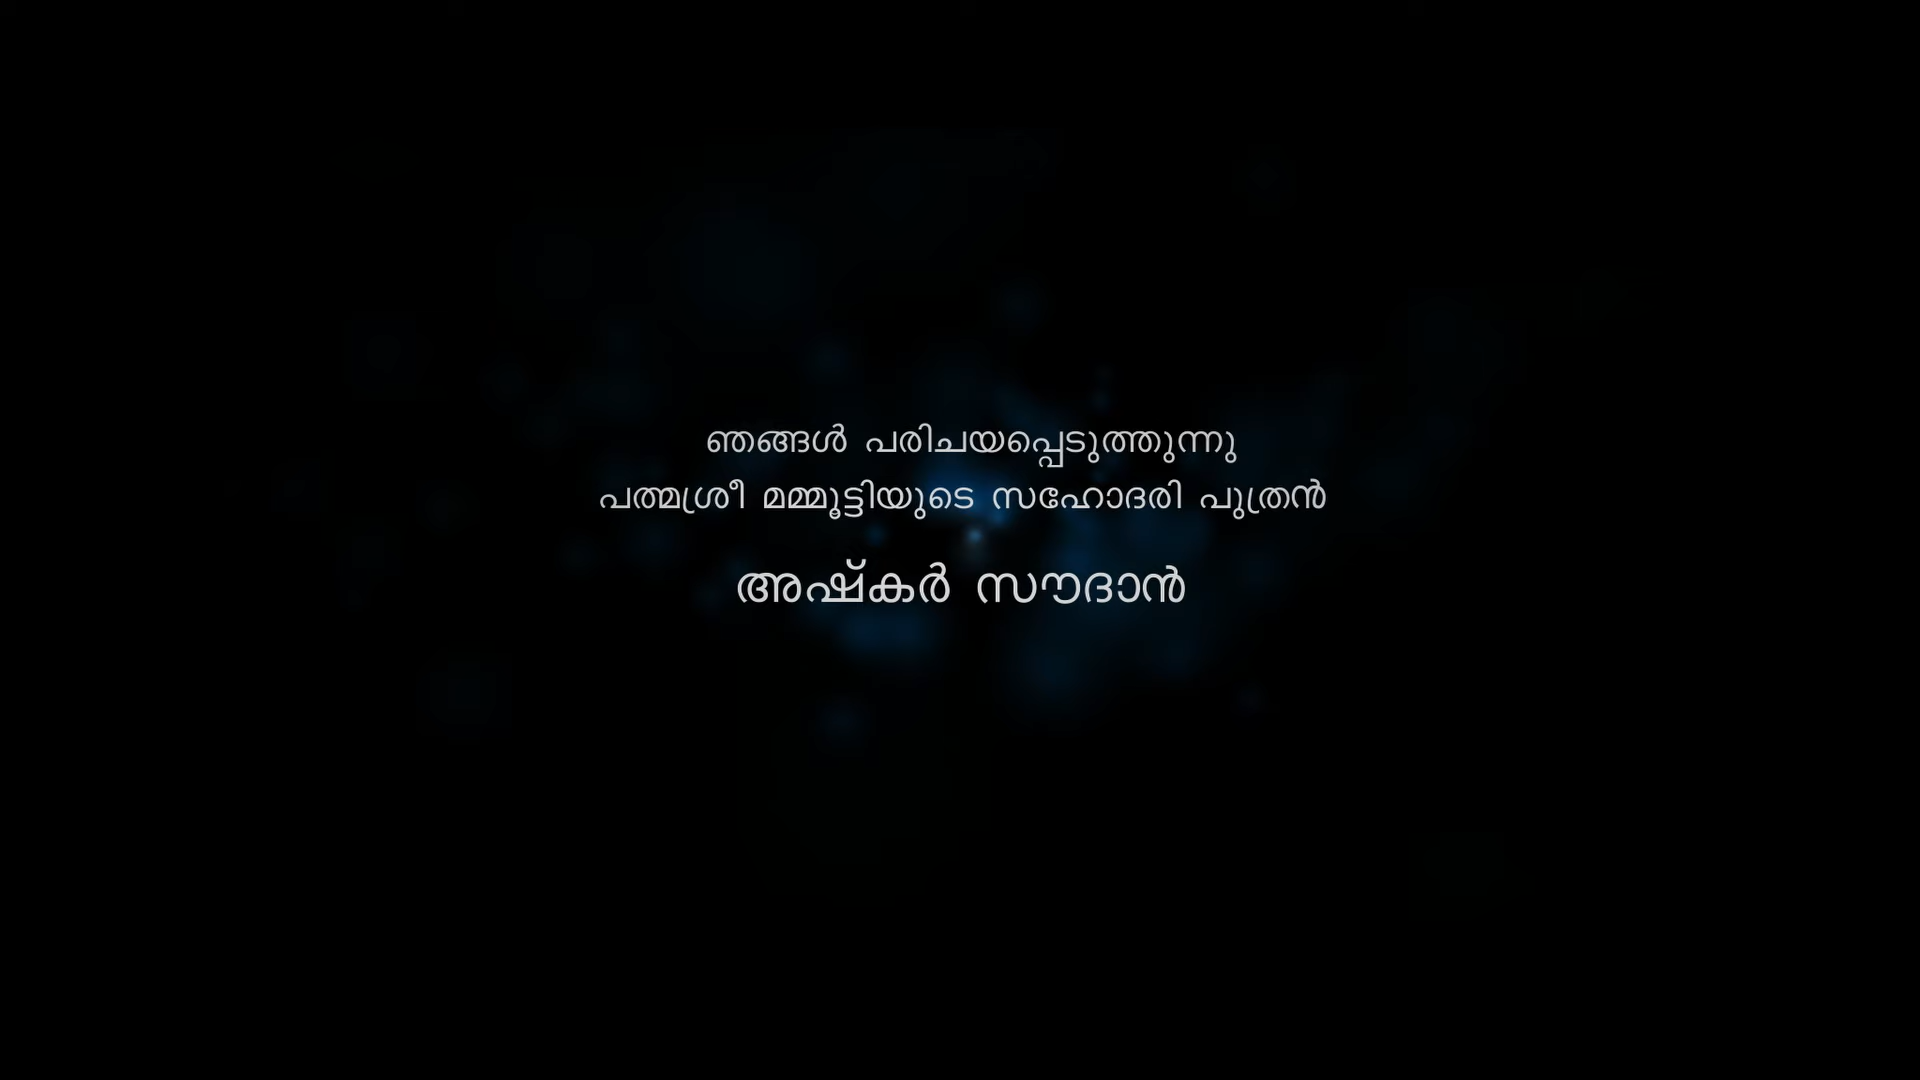 ഞങ്ങൾ പരിചയപ്പെടുത്തുന്നു
പത്മശ്രീ മമ്മൂട്ടിയുടെ സഹോദരി പുത്രൻ
അഷ്കർ സൗദാൻ